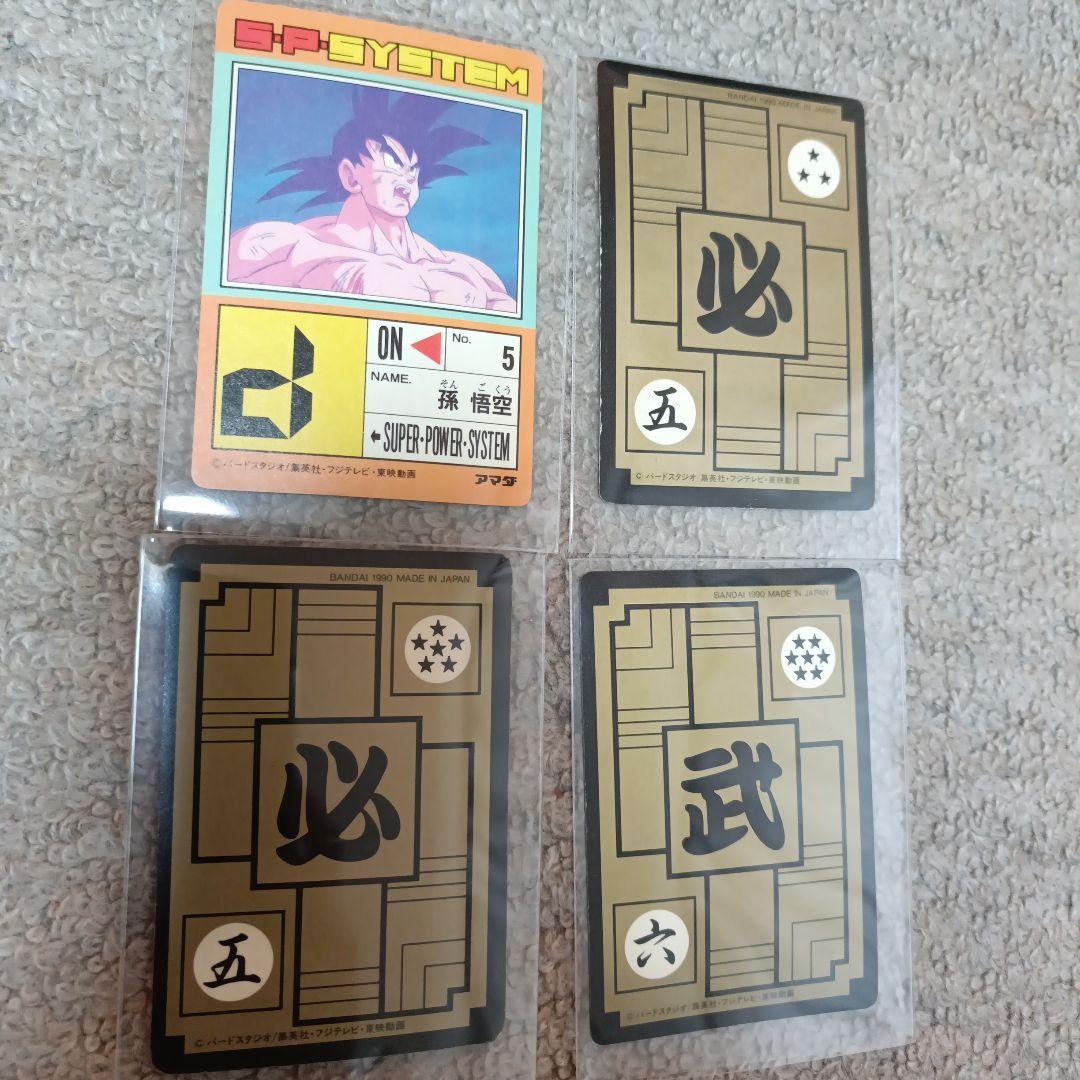 S・P・SYSTEM
ON
No.
5
NAME.
そん ご くう
孫 悟空
←SUPER・POWER・SYSTEM
©バードスタジオ/集英社・フジテレビ・東映動画
アマダ
BANDAI 1990 MADE IN JAPAN
必
五
©バードスタジオ/集英社・フジテレビ・東映動画
BANDAI 1990 MADE IN JAPAN
必
五
©バードスタジオ/集英社・フジテレビ・東映動画
BANDAI 1990 MADE IN JAPAN
武
六
©バードスタジオ/集英社・フジテレビ・東映動画